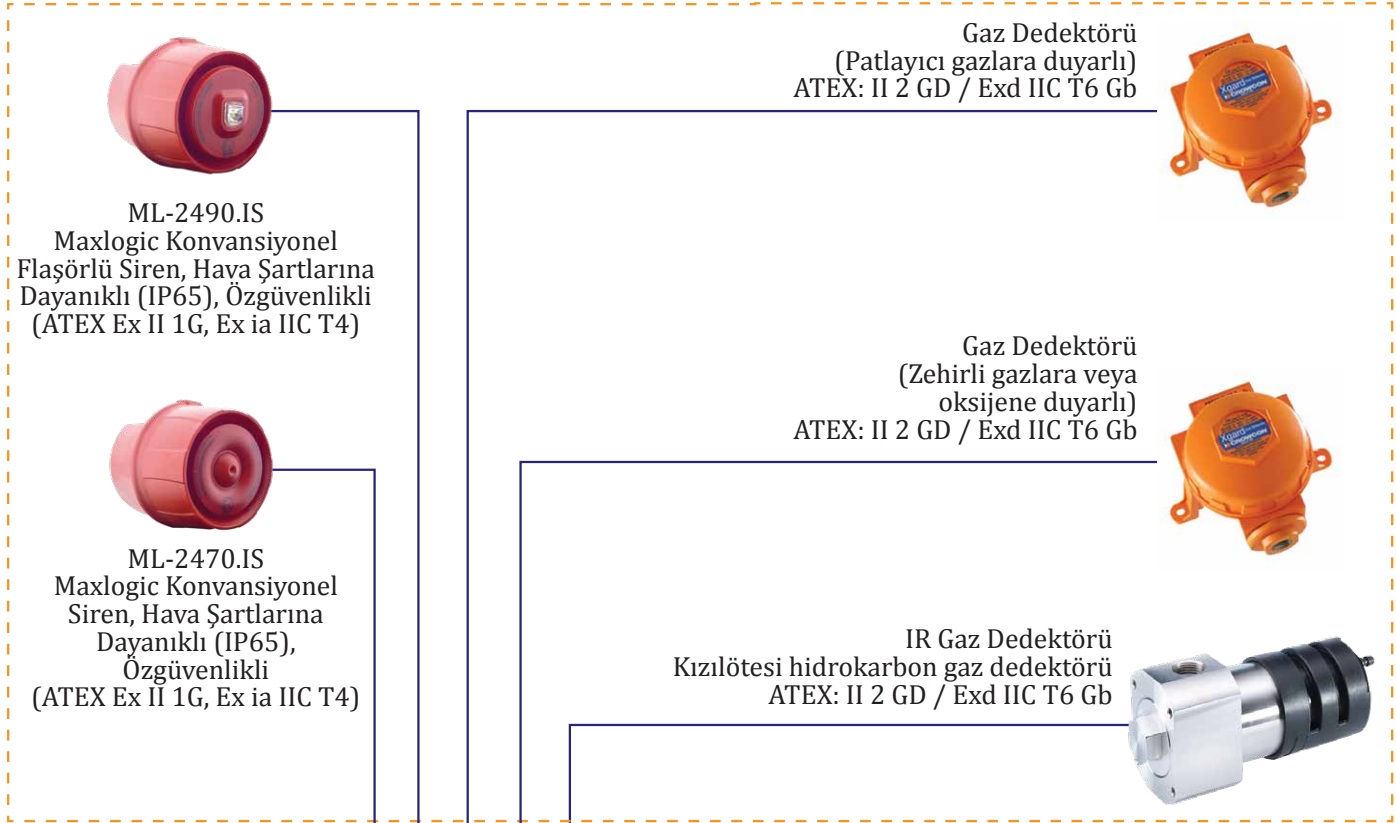 ML-2490.IS
Maxlogic Konvansiyonel
Flaşörlü Siren, Hava Şartlarına
Dayanıklı (IP65), Özgüvenlikli
(ATEX Ex II 1G, Ex ia IIC T4)
ML-2470.IS
Maxlogic Konvansiyonel
Siren, Hava Şartlarına
Dayanıklı (IP65),
Özgüvenlikli
(ATEX Ex II 1G, Ex ia IIC T4)
Gaz Dedektörü
(Patlayıcı gazlara duyarlı)
ATEX: II 2 GD / Exd IIC T6 Gb
Xgard
CROWCON
Gaz Dedektörü
(Zehirli gazlara veya
oksijene duyarlı)
ATEX: II 2 GD / Exd IIC T6 Gb
Xgard
CROWCON
IR Gaz Dedektörü
Kızılötesi hidrokarbon gaz dedektörü
ATEX: II 2 GD / Exd IIC T6 Gb